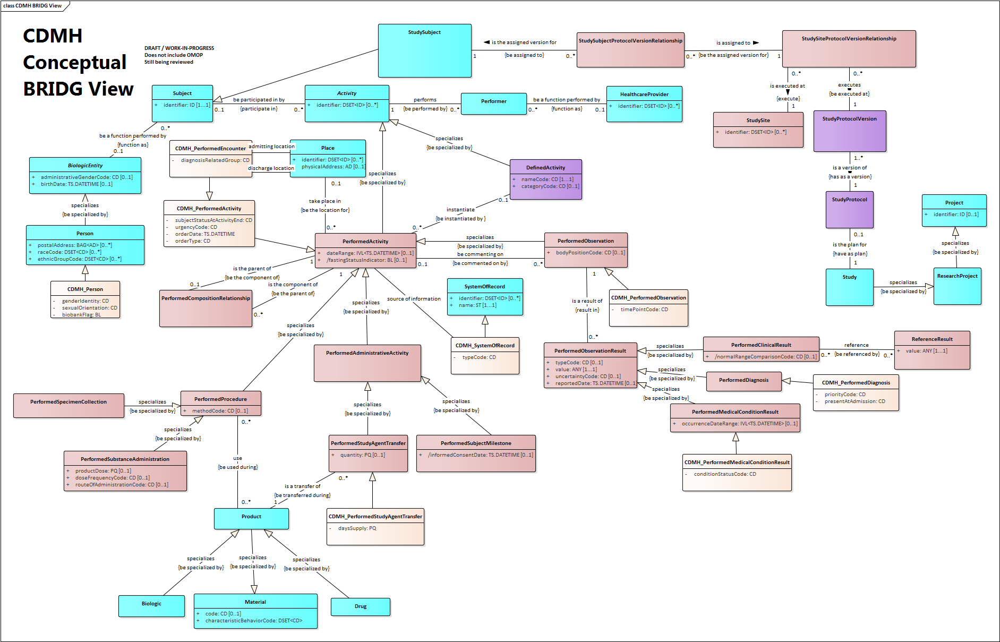 class CDMH BRIDG View
CDMH
Conceptual
BRIDG View
DRAFT / WORK-IN-PROGRESS
Does not include OMOP
Still being reviewed
StudySubject
is the assigned version for
{be assigned to}
1
0..*
StudySubjectProtocolVersionRelationship
is assigned to
{be the assigned version for}
0..*
1
StudySiteProtocolVersionRelationship
0..*
is executed at
{execute}
1
0..*
executes
{be executed at}
1
Subject
+ identifier: ID [1...1]
be participated in by
{participate in}
0..1
0..*
Activity
+ identifier: DSET<ID> [0..*]
performs
{be performed by}
1
0..*
Performer
be a function performed by
{function as}
0..*
0..1
HealthcareProvider
+ identifier: DSET<ID> [0..*]
StudySite
+ identifier: DSET<ID> [0..*]
StudyProtocolVersion
1..*
is a version of
{has as a version}
1
StudyProtocol
0..1
is the plan for
{have as plan}
1
Study
specializes
{be specialized by}
ResearchProject
specializes
{be specialized by}
Project
+ identifier: ID [0..1]
0..*
be a function performed by
{function as}
0..1
BiologicEntity
+ administrativeGenderCode: CD [0..1]
+ birthDate: TS.DATETIME [0..1]
specializes
{be specialized by}
Person
+ postalAddress: BAG<AD> [0..*]
+ raceCode: DSET<CD> [0..*]
+ ethnicGroupCode: DSET<CD> [0..*]
CDMH_Person
- genderIdentity: CD
- sexualOrientation: CD
- biobankFlag: BL
CDMH_PerformedEncounter
- diagnosisRelatedGroup: CD
admitting location
discharge location
Place
+ identifier: DSET<ID> [0..*]
+ physicalAddress: AD [0..1]
0..1
take place in
{be the location for}
0..*
specializes
{be specialized by}
specializes
{be specialized by}
DefinedActivity
+ nameCode: CD [1...1]
+ categoryCode: CD [0..1]
0..1
instantiate
{be instantiated by }
0..*
CDMH_PerformedActivity
- subjectStatusAtActivityEnd: CD
- urgencyCode: CD
- orderDate: TS.DATETIME
- orderType: CD
PerformedActivity
+ dateRange: IVL<TS.DATETIME> [0..1]
+ /fastingStatusIndicator: BL [0..1]
specializes
{be specialized by}
be commenting on
{be commented on by}
0..1
0..*
PerformedObservation
+ bodyPositionCode: CD [0..1]
1
is the parent of
{be the component of}
0..1
1
is the component of
{be the parent of}
0..*
PerformedCompositionRelationship
specializes
{be specialized by}
specializes
{be specialized by}
source of information
SystemOfRecord
+ identifier: DSET<ID> [0..*]
+ name: ST [1...1]
CDMH_SystemOfRecord
- typeCode: CD
1
is a result of
{result in}
0..*
CDMH_PerformedObservation
- timePointCode: CD
PerformedObservationResult
+ typeCode: CD [0..1]
+ value: ANY [1...1]
+ uncertaintyCode: CD [0..1]
+ reportedDate: TS.DATETIME [0..1]
specializes
{be specialized by}
PerformedClinicalResult
+ /normalRangeComparisonCode: CD [0..1]
reference
{be referenced by}
0..*
0..*
ReferenceResult
+ value: ANY [1...1]
specializes
{be specialized by}
PerformedDiagnosis
CDMH_PerformedDiagnosis
- priorityCode: CD
- presentAtAdmission: CD
specializes
{be specialized by}
PerformedMedicalConditionResult
+ occurrenceDateRange: IVL<TS.DATETIME> [0..1]
CDMH_PerformedMedicalConditionResult
- conditionStatusCode: CD
PerformedAdministrativeActivity
PerformedSpecimenCollection
specializes
{be specialized by}
PerformedProcedure
+ methodCode: CD [0..1]
specializes
{be specialized by}
PerformedSubstanceAdministration
+ productDose: PQ [0..1]
+ doseFrequencyCode: CD [0..1]
+ routeOfAdministrationCode: CD [0..1]
0..*
use
{be used during}
0..*
specializes
{be specialized by}
specializes
{be specialized by}
PerformedStudyAgentTransfer
+ quantity: PQ [0..1]
PerformedSubjectMilestone
+ /informedConsentDate: TS.DATETIME [0..1]
0..*
is a transfer of
{be transferred during}
1
Product
CDMH_PerformedStudyAgentTransfer
- daysSupply: PQ
specializes
{be specialized by}
specializes
{be specialized by}
specializes
{be specialized by}
Biologic
Material
+ code: CD [0..1]
+ characteristicBehaviorCode: DSET<CD>
Drug